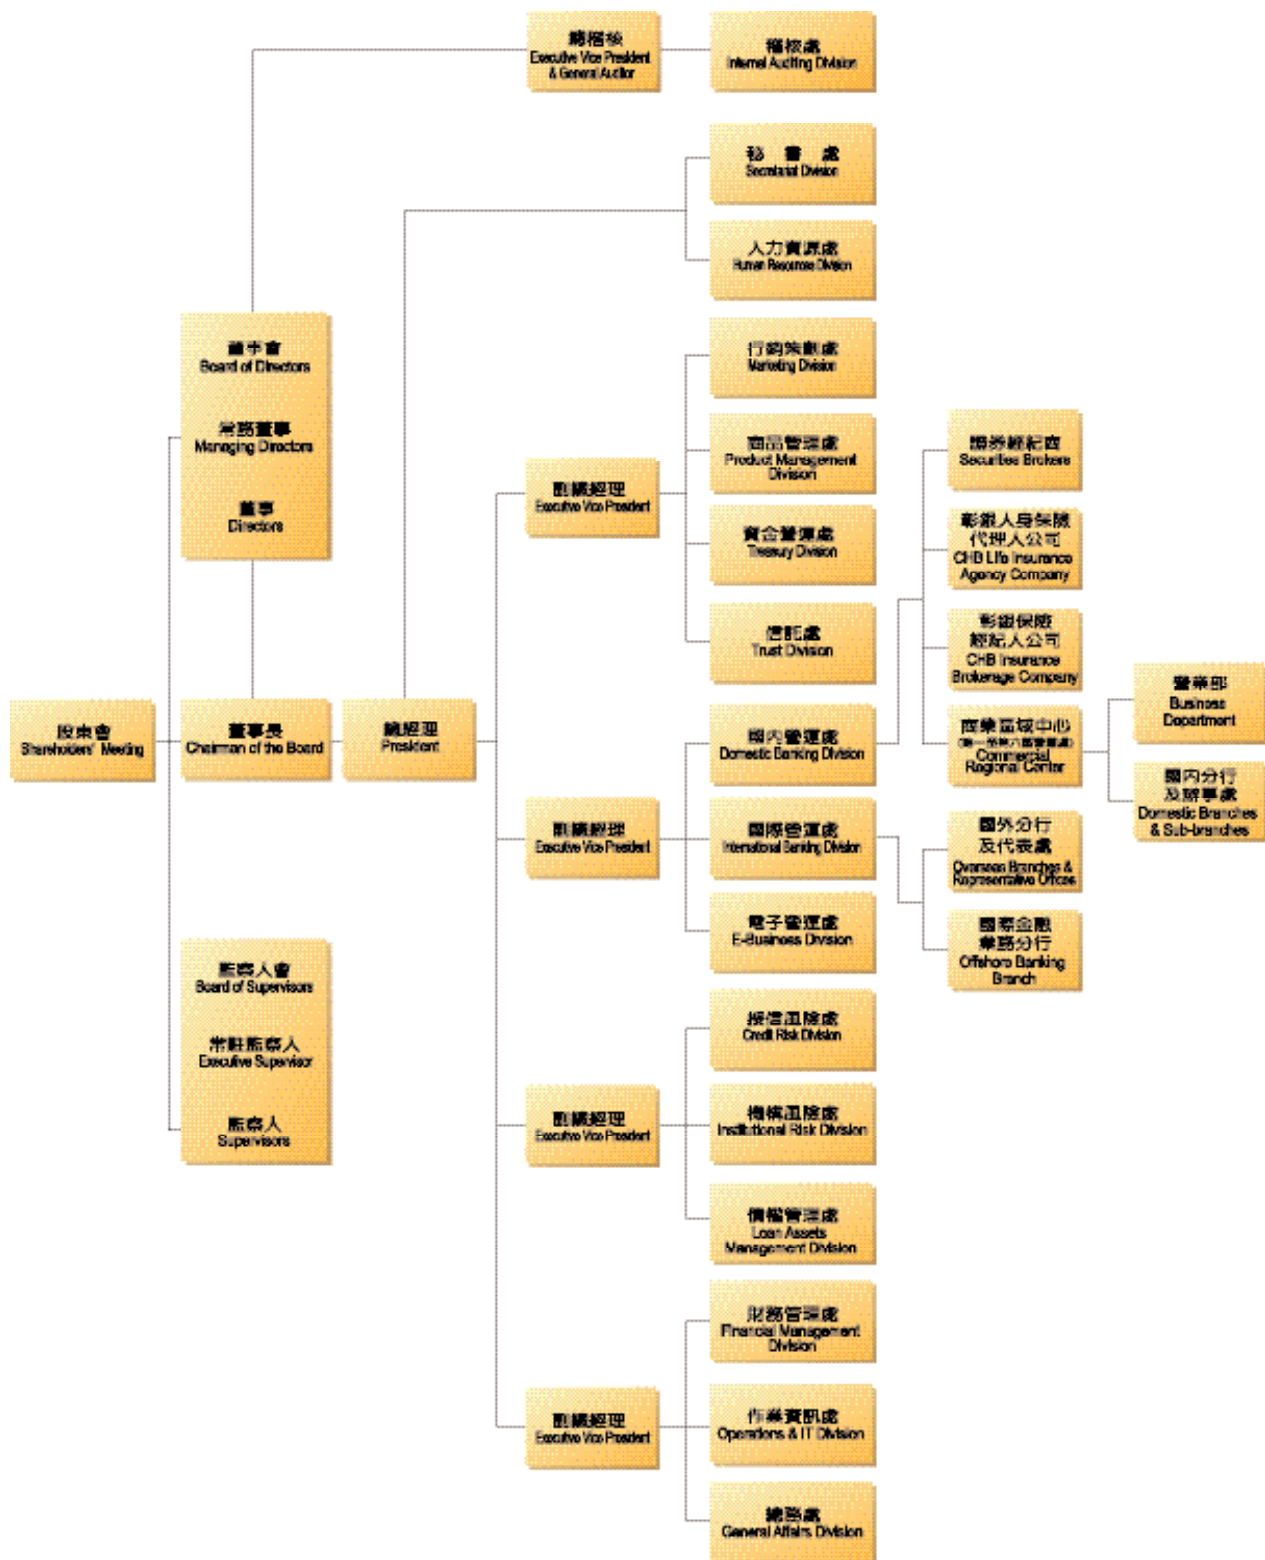 總稽核
Executive Vice President
& General Auditor
稽核處
Internal Auditing Division
秘書處
Secretariat Division
人力資源處
Human Resources Division
董事會
Board of Directors
常務董事
Managing Directors
董事
Directors
行銷策劃處
Marketing Division
商品管理處
Product Management
Division
副總經理
Executive Vice President
資金營運處
Treasury Division
信託處
Trust Division
證券經紀商
Securities Brokers
彰銀人身保險
代理人公司
CHB Life Insurance
Agency Company
彰銀保險
經紀人公司
CHB Insurance
Brokerage Company
股東會
Shareholders' Meeting
董事長
Chairman of the Board
總經理
President
國內營運處
Domestic Banking Division
商業區域中心
Commercial
Regional Center
營業部
Business
Department
國內分行
及辦事處
Domestic Branches
& Sub-branches
副總經理
Executive Vice President
國際營運處
International Banking Division
國外分行
及代表處
Overseas Branches &
Representative Offices
電子營運處
E-Business Division
國際金融
業務分行
Offshore Banking
Branch
監察人會
Board of Supervisors
常駐監察人
Executive Supervisor
監察人
Supervisors
授信風險處
Credit Risk Division
副總經理
Executive Vice President
機構風險處
Institutional Risk Division
債權管理處
Loan Assets
Management Division
財務管理處
Financial Management
Division
副總經理
Executive Vice President
作業資訊處
Operations & IT Division
總務處
General Affairs Division